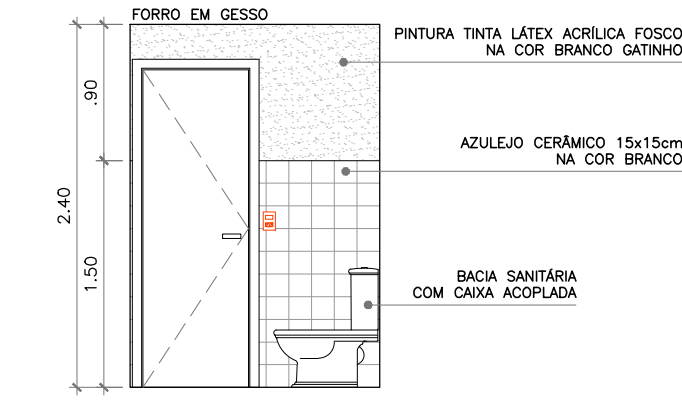 FORRO EM GESSO
PINTURA TINTA LÁTEX ACRÍLICA FOSCO
NA COR BRANCO GATINHO
.90
AZULEJO CERÂMICO 15x15cm
NA COR BRANCO
2.40
1.50
BACIA SANITÁRIA
COM CAIXA ACOPLADA